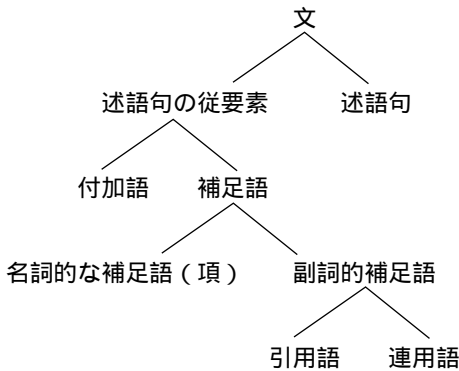 文
述語句の従要素 述語句
付加語 補足語
名詞的な補足語（項） 副詞的補足語
引用語 連用語